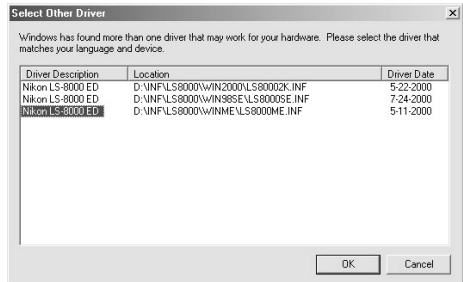 Select Other Driver
Windows has found more than one driver that may work for your hardware. Please select the driver that
matches your language and device.
Driver Description Location Driver Date
Nikon LS-8000 ED D:\INF\LS8000\WIN2000\LS80002K.INF 5-22-2000
Nikon LS-8000 ED D:\INF\LS8000\WIN98SE\LS8000SE.INF 7-24-2000
Nikon LS-8000 ED D:\INF\LS8000\WINME\LS8000ME.INF 5-11-2000
OK Cancel